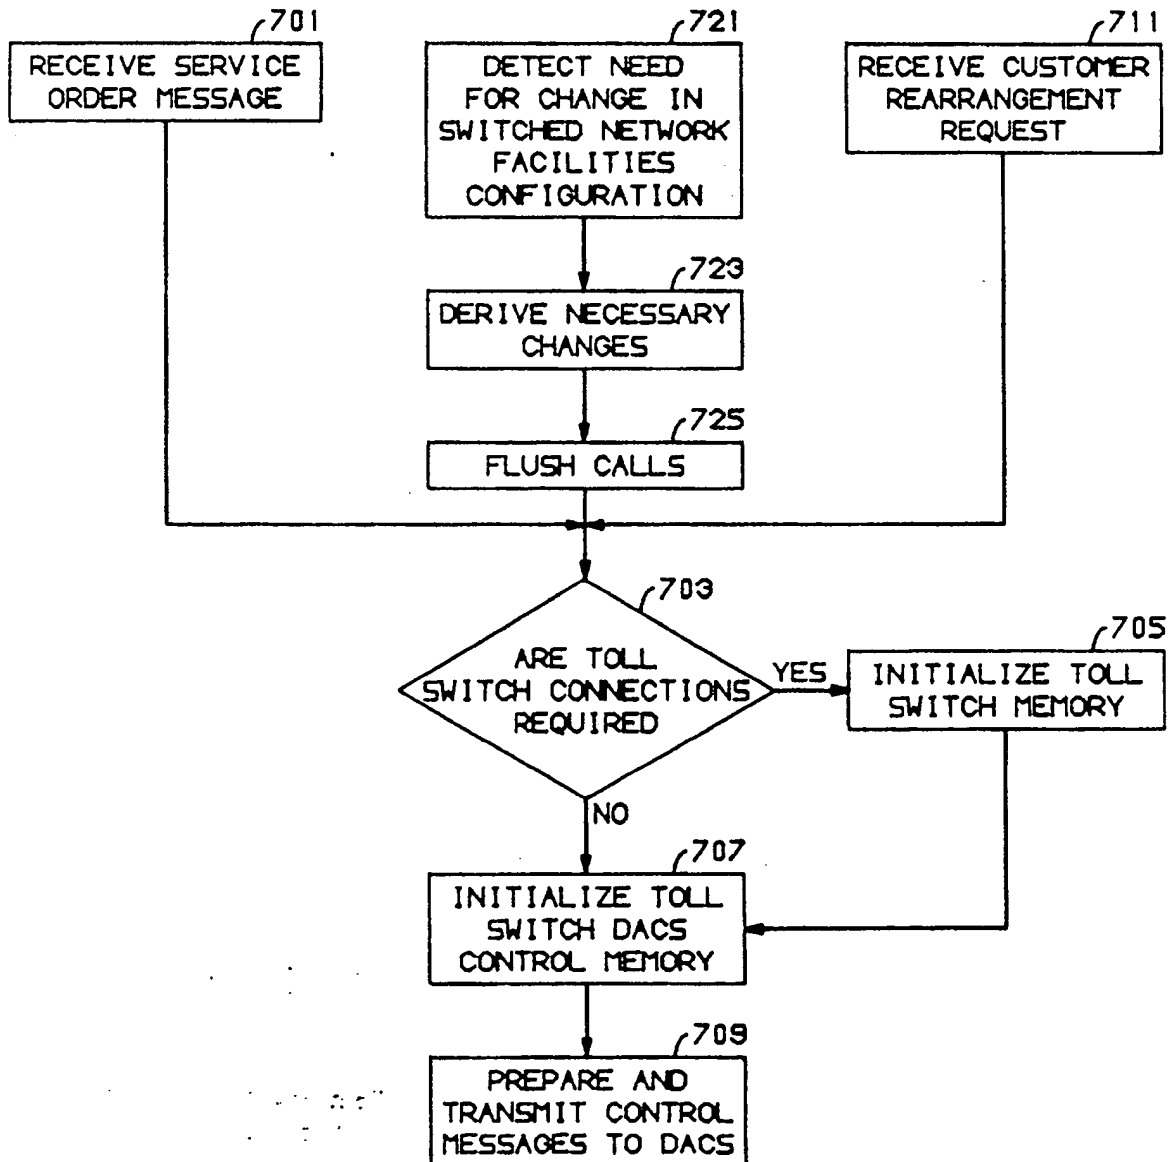 701
RECEIVE SERVICE
ORDER MESSAGE
721
DETECT NEED
FOR CHANGE IN
SWITCHED NETWORK
FACILITIES
CONFIGURATION
711
RECEIVE CUSTOMER
REARRANGEMENT
REQUEST
723
DERIVE NECESSARY
CHANGES
725
FLUSH CALLS
703
ARE TOLL
SWITCH CONNECTIONS
REQUIRED
YES
705
INITIALIZE TOLL
SWITCH MEMORY
NO
707
INITIALIZE TOLL
SWITCH DACS
CONTROL MEMORY
709
PREPARE AND
TRANSMIT CONTROL
MESSAGES TO DACS